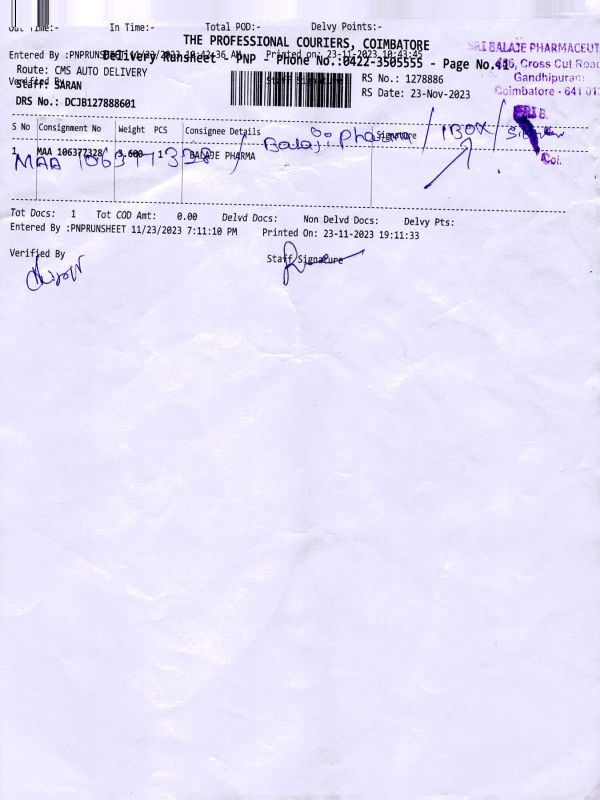 Out Time:- In Time:- Total POD:- Delvy Points:-
THE PROFESSIONAL COURIERS, COIMBATORE
Entered By :PNPRUNSHEET 11/23/2023 10:42:36 AM Printed on: 23-11-2023 10:43:45
Delivery Runsheet - PNP - Phone No.:0422-3505555 - Page No.
SRI BALAJE PHARMACEUT
Cross Cut Road
Gandhipuram
Coimbatore - 641 01
Route: CMS AUTO DELIVERY
Verified By
Staff: SARAN
Staff Signature
RS No.: 1278886
RS Date: 23-Nov-2023
DRS No.: DCJB127888601
SRI B.
Coi.
S No Consignment No Weight PCS Consignee Details Signature
1 MAA 106377328 3.600 1 BALAJE PHARMA
MAA 106377328 / Balaji Pharma / 1BOX /
Tot Docs: 1 Tot COD Amt: 0.00 Delvd Docs: Non Delvd Docs: Delvy Pts:
Entered By :PNPRUNSHEET 11/23/2023 7:11:10 PM Printed On: 23-11-2023 19:11:33
Verified By Staff Signature